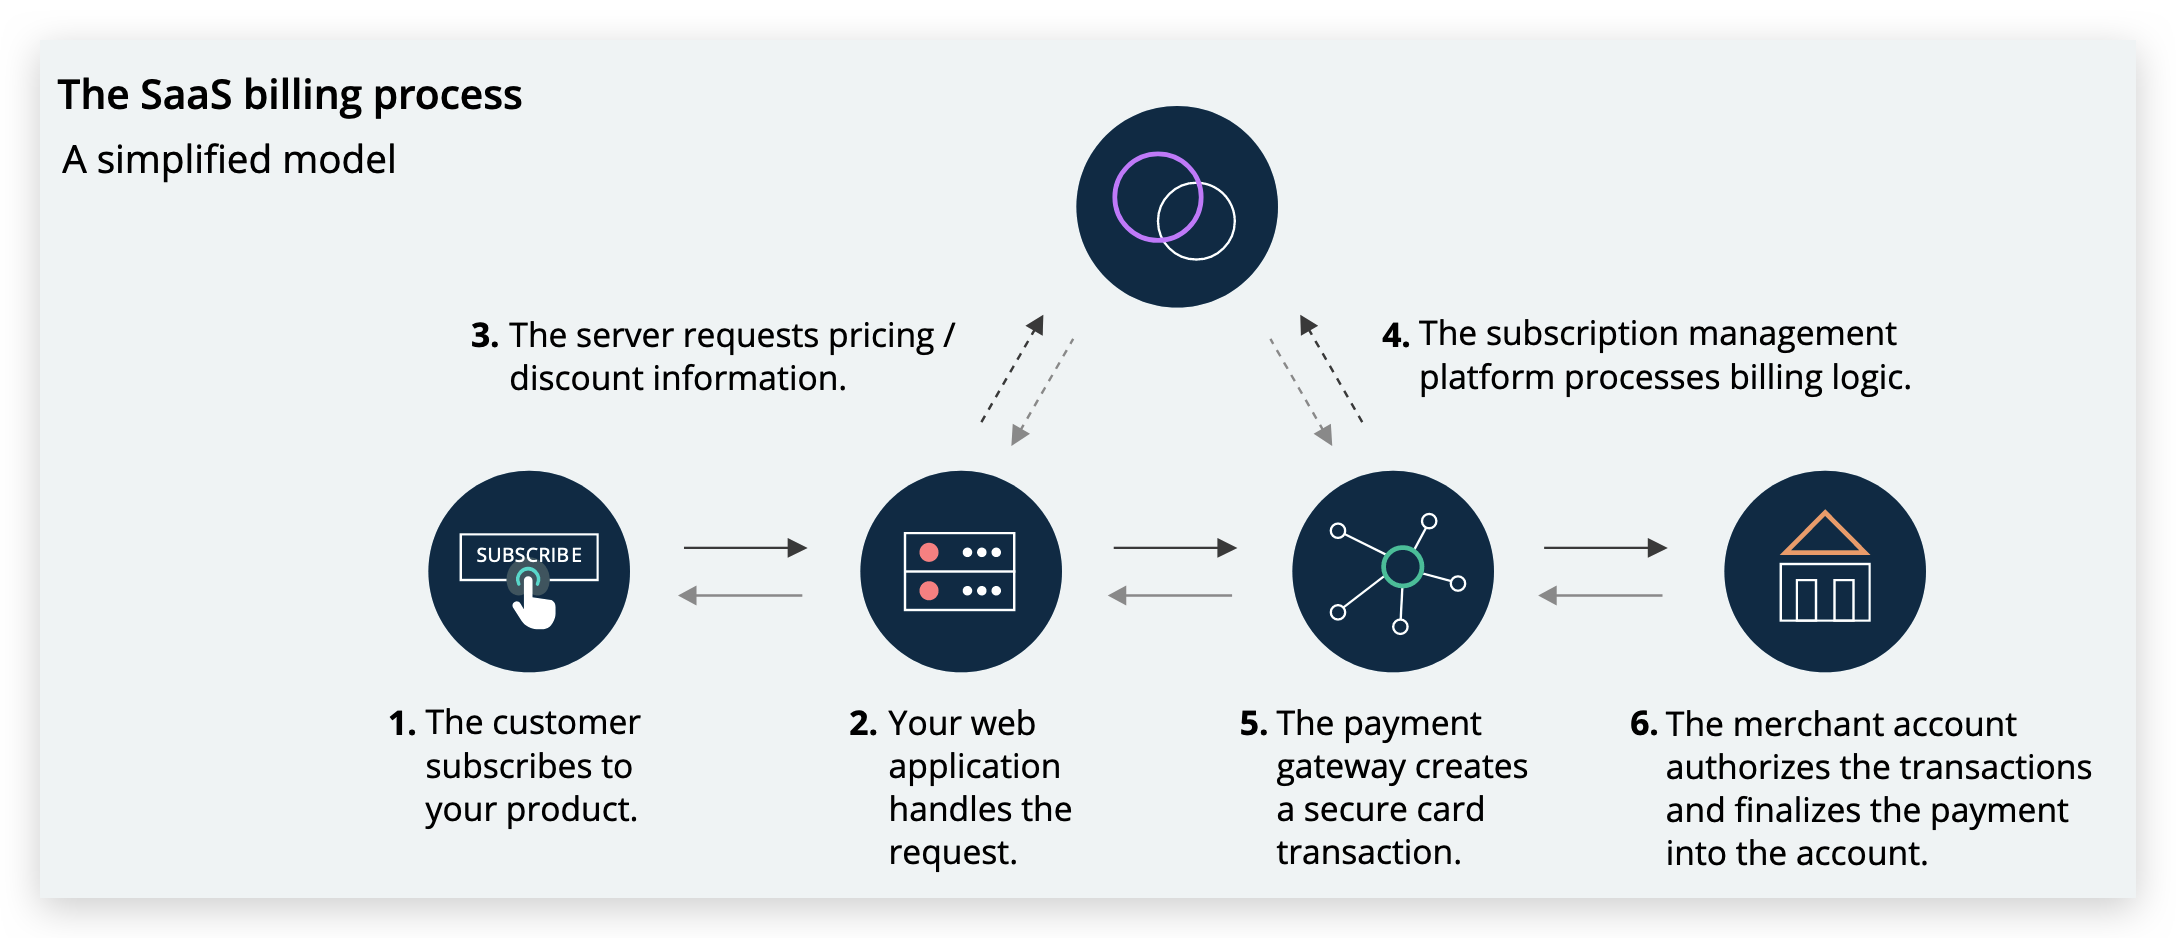 The SaaS billing process
A simplified model
3. The server requests pricing /
discount information.
4. The subscription management
platform processes billing logic.
SUBSCRIBE
1. The customer
subscribes to
your product.
2. Your web
application
handles the
request.
5. The payment
gateway creates
a secure card
transaction.
6. The merchant account
authorizes the transactions
and finalizes the payment
into the account.